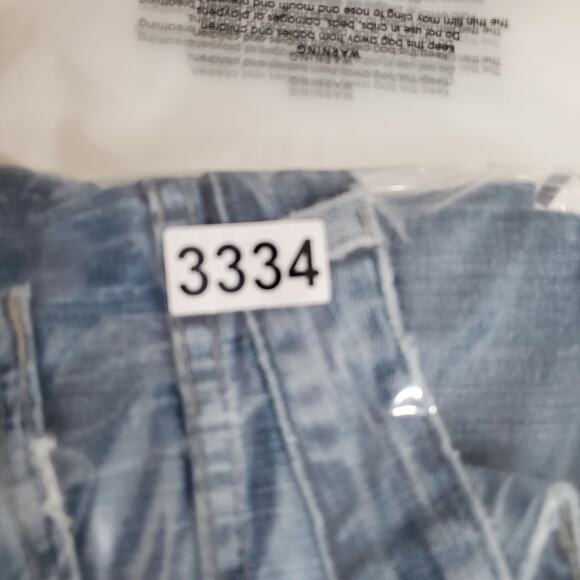 WARNING
Keep this bag away from babies and children
Do not use in cribs, beds, carriages or playpens
the thin film may cling to nose and mouth
3334